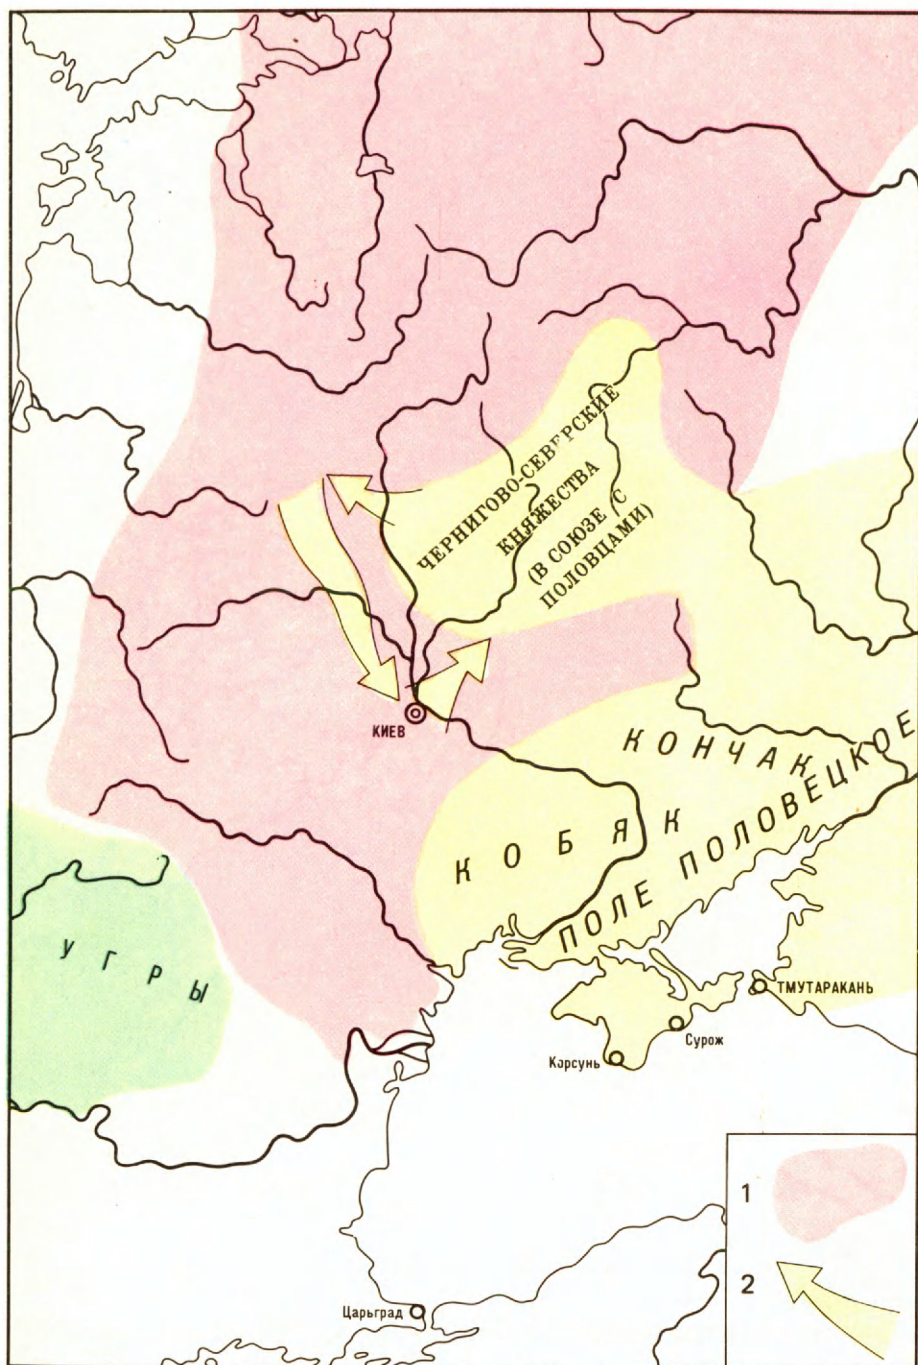 ЧЕРНИГОВО-СЕВЕРСКИЕ
КНЯЖЕСТВА
(В СОЮЗЕ С
ПОЛОВЦАМИ)
КИЕВ
КОНЧАК
КОБЯК
ПОЛЕ ПОЛОВЕЦКОЕ
УГРЫ
ТМУТАРАКАНЬ
Сурож
Корсунь
Царьград
1
2